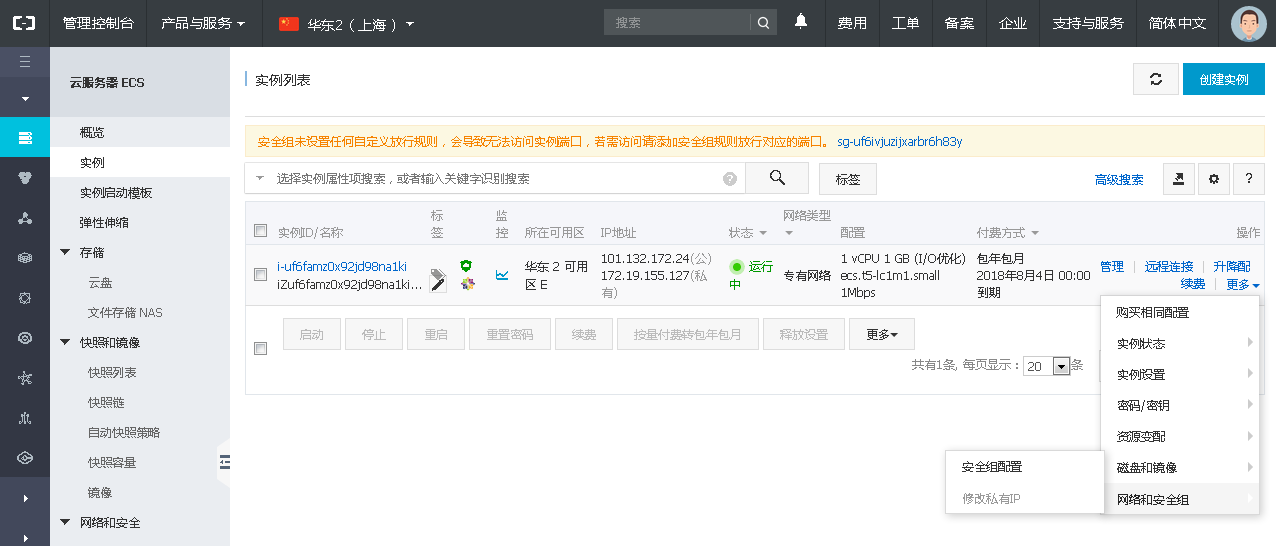 管理控制台 产品与服务 华东2（上海） 搜索 费用 工单 备案 企业 支持与服务 简体中文
云服务器 ECS
概览
实例
实例启动模板
弹性伸缩
存储
云盘
文件存储 NAS
快照和镜像
快照列表
快照链
自动快照策略
快照容量
镜像
网络和安全
实例列表
创建实例
安全组未设置任何自定义放行规则，会导致无法访问实例端口，若需访问请添加安全组规则放行对应的端口。 sg-uf6ivjuzijxarbr6h83y
选择实例属性项搜索，或者输入关键字识别搜索 ? 标签 高级搜索 ?
实例ID/名称 标签 监控 所在可用区 IP地址 状态 网络类型 配置 付费方式 操作
i-uf6famz0x92jd98na1ki
iZuf6famz0x92jd98na1ki...
华东 2 可用
区 E
101.132.172.24(公)
172.19.155.127(私
有)
运行
中
专有网络
1 vCPU 1 GB (I/O优化)
ecs.t5-lc1m1.small
1Mbps
包年包月
2018年8月4日 00:00
到期
管理 远程连接 升降配
续费 更多
启动 停止 重启 重置密码 续费 按量付费转包年包月 释放设置 更多
共有1条, 每页显示： 20 条
购买相同配置
实例状态
实例设置
密码/密钥
资源变配
磁盘和镜像
网络和安全组
安全组配置
修改私有IP